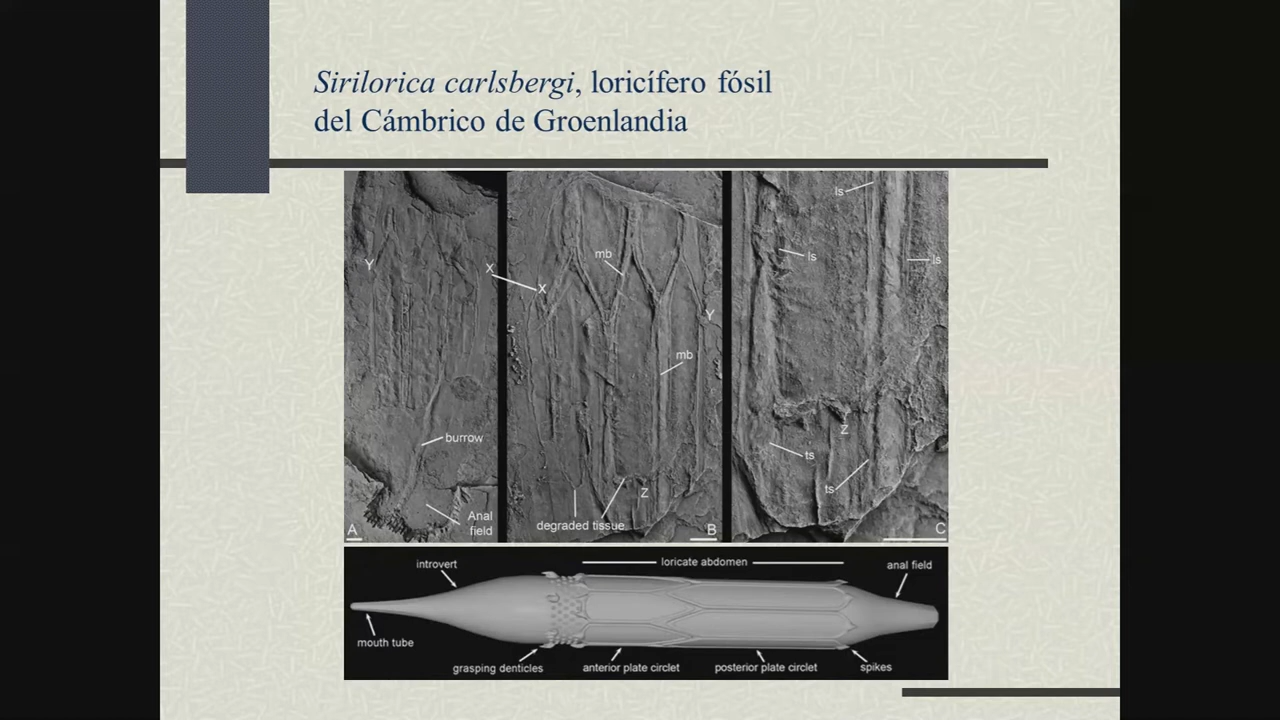 Sirilorica carlsbergi, loricífero fósil
del Cámbrico de Groenlandia
Y
X
burrow
Anal
field
A
X
mb
Y
mb
Z
degraded tissue
B
ls
ls
ls
Z
ts
ts
C
introvert
loricate abdomen
anal field
mouth tube
grasping denticles
anterior plate circlet
posterior plate circlet
spikes